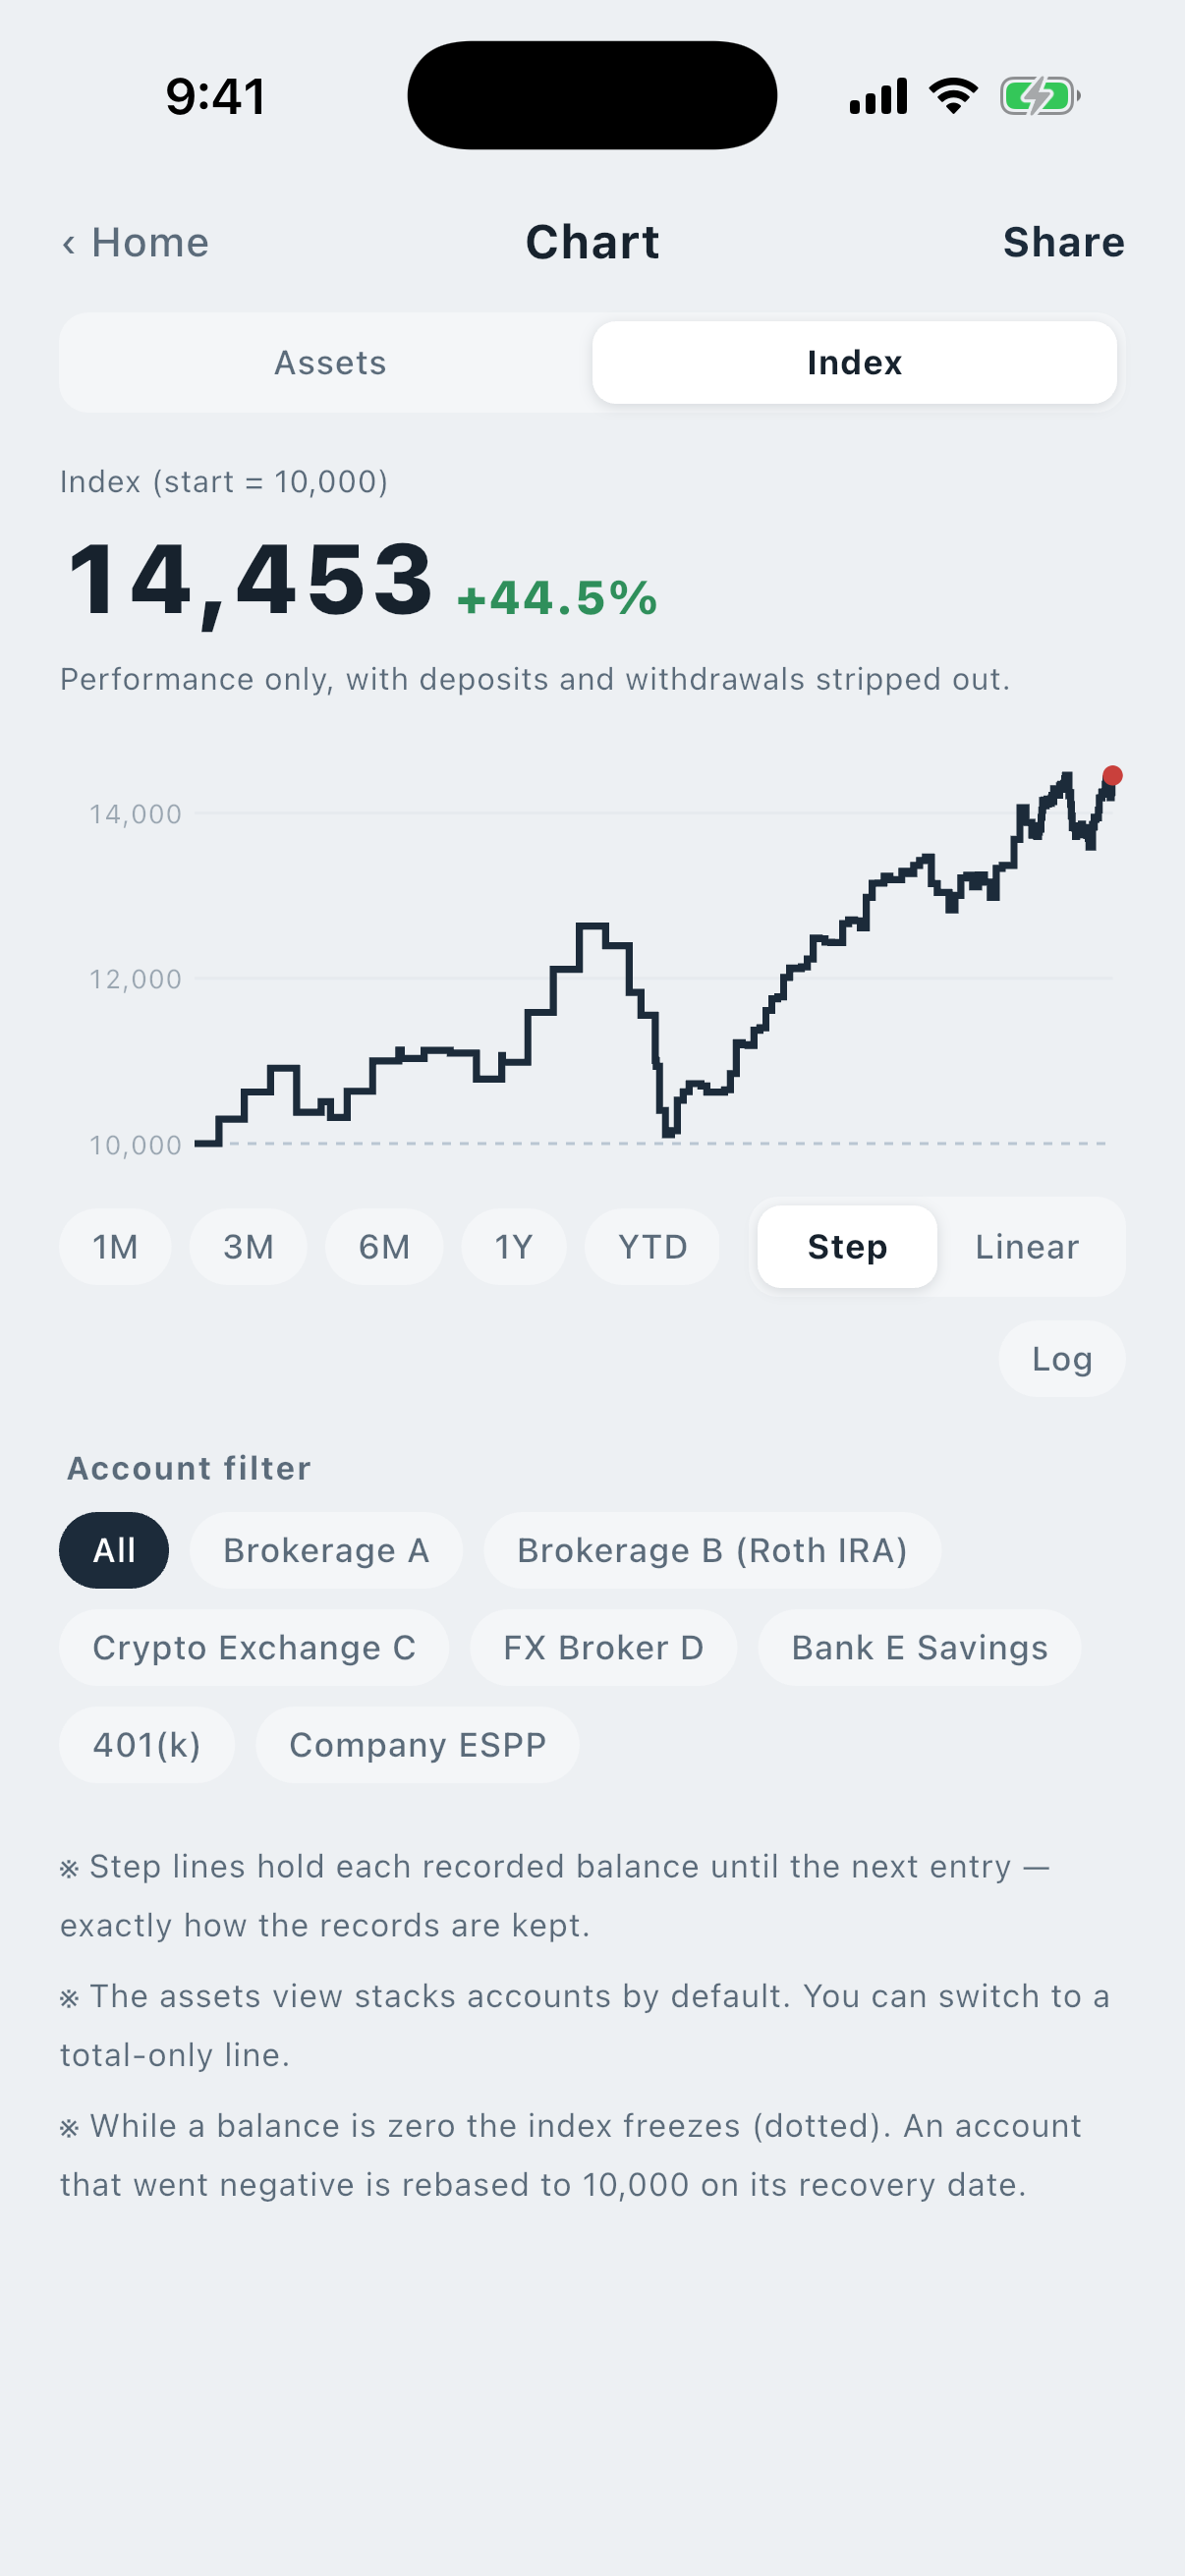 9:41
‹ Home
Chart
Share
Assets
Index
Index (start = 10,000)
14,453 +44.5%
Performance only, with deposits and withdrawals stripped out.
14,000
12,000
10,000
1M
3M
6M
1Y
YTD
Step
Linear
Log
Account filter
All
Brokerage A
Brokerage B (Roth IRA)
Crypto Exchange C
FX Broker D
Bank E Savings
401(k)
Company ESPP
※ Step lines hold each recorded balance until the next entry —
exactly how the records are kept.
※ The assets view stacks accounts by default. You can switch to a
total-only line.
※ While a balance is zero the index freezes (dotted). An account
that went negative is rebased to 10,000 on its recovery date.